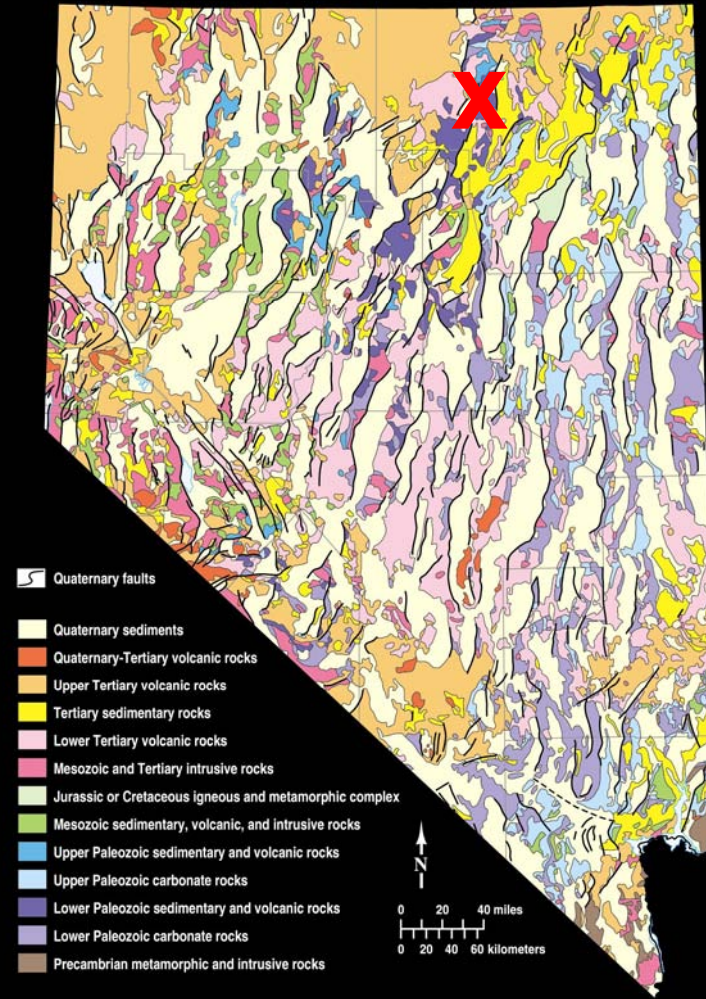 X
Quaternary faults
Quaternary sediments
Quaternary-Tertiary volcanic rocks
Upper Tertiary volcanic rocks
Tertiary sedimentary rocks
Lower Tertiary volcanic rocks
Mesozoic and Tertiary intrusive rocks
Jurassic or Cretaceous igneous and metamorphic complex
Mesozoic sedimentary, volcanic, and intrusive rocks
Upper Paleozoic sedimentary and volcanic rocks
Upper Paleozoic carbonate rocks
Lower Paleozoic sedimentary and volcanic rocks
Lower Paleozoic carbonate rocks
Precambrian metamorphic and intrusive rocks
N
0 20 40 miles
0 20 40 60 kilometers